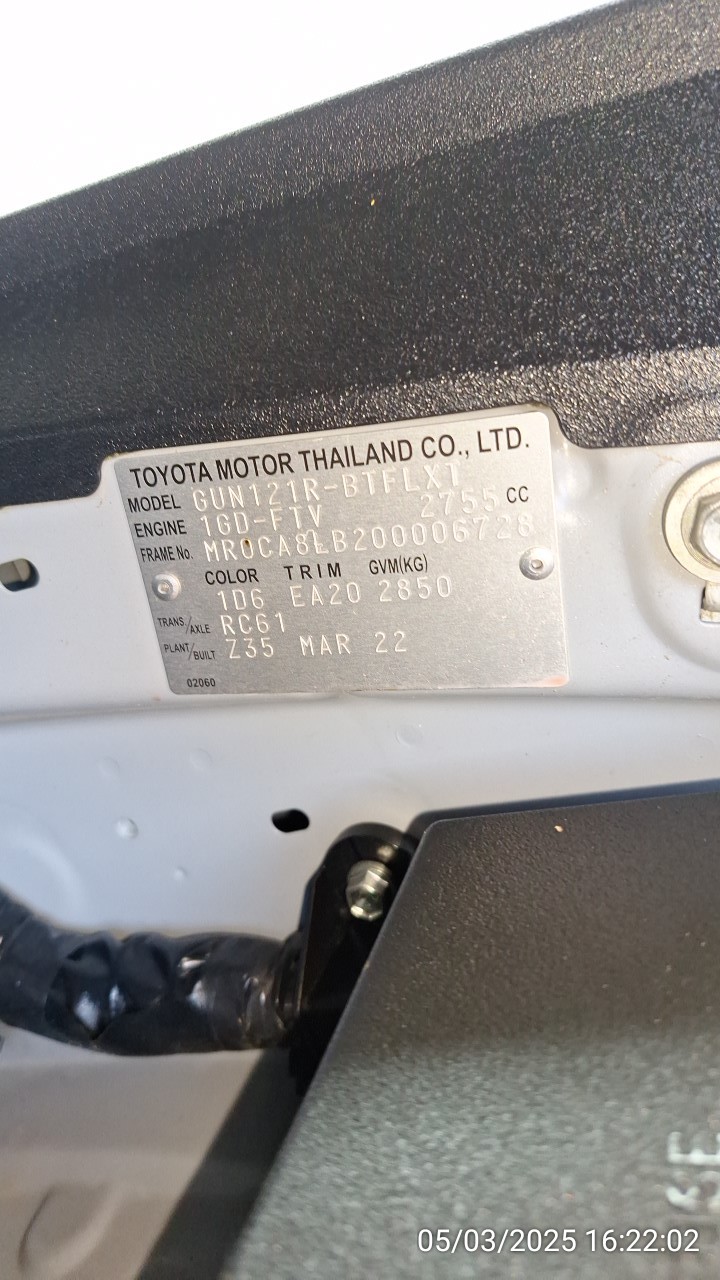 TOYOTA MOTOR THAILAND CO., LTD.
MODEL GUN121R-BTFLXT
ENGINE 1GD-FTV 2755 CC
FRAME No. MR0CA8EB200006728
COLOR TRIM GVM(KG)
1D6 EA20 2850
TRANS./AXLE RC61
PLANT/BUILT Z35 MAR 22
02060
05/03/2025 16:22:02